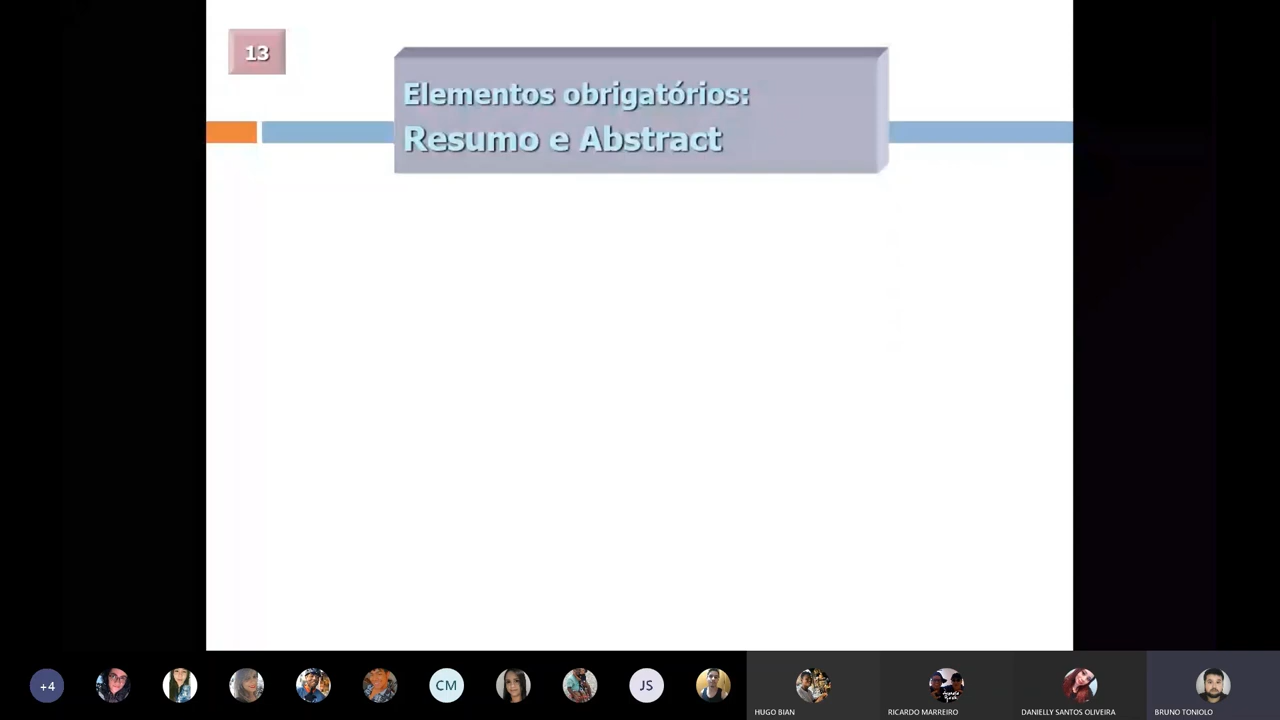 13
Elementos obrigatórios:
Resumo e Abstract
+4
CM
JS
HUGO BIAN
RICARDO MARREIRO
DANIELLY SANTOS OLIVEIRA
BRUNO TONIOLO